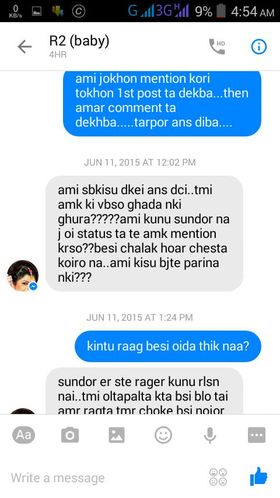 0
KB/s
G 3G H 9% 4:54 AM
R2 (baby)
4HR
HD
ami jokhon mention kori
tokhon 1st post ta dekba...then
amar comment ta
dekhba.....tarpor ans diba....
JUN 11, 2015 AT 12:02 PM
ami sbkisu dkei ans dci..tmi
amk ki vbso ghada nki
ghura?????ami kunu sundor na
j oi status ta te amk mention
krso??besi chalak hoar chesta
koiro na..ami kisu bjte parina
nki???
JUN 11, 2015 AT 1:24 PM
kintu raag besi oida thik naa?
sundor er ste rager kunu rlsn
nai..tmi oltapalta kta bsi blo tai
amr ragta tmr choke bsi nojor
Aa
GIF
Write a message